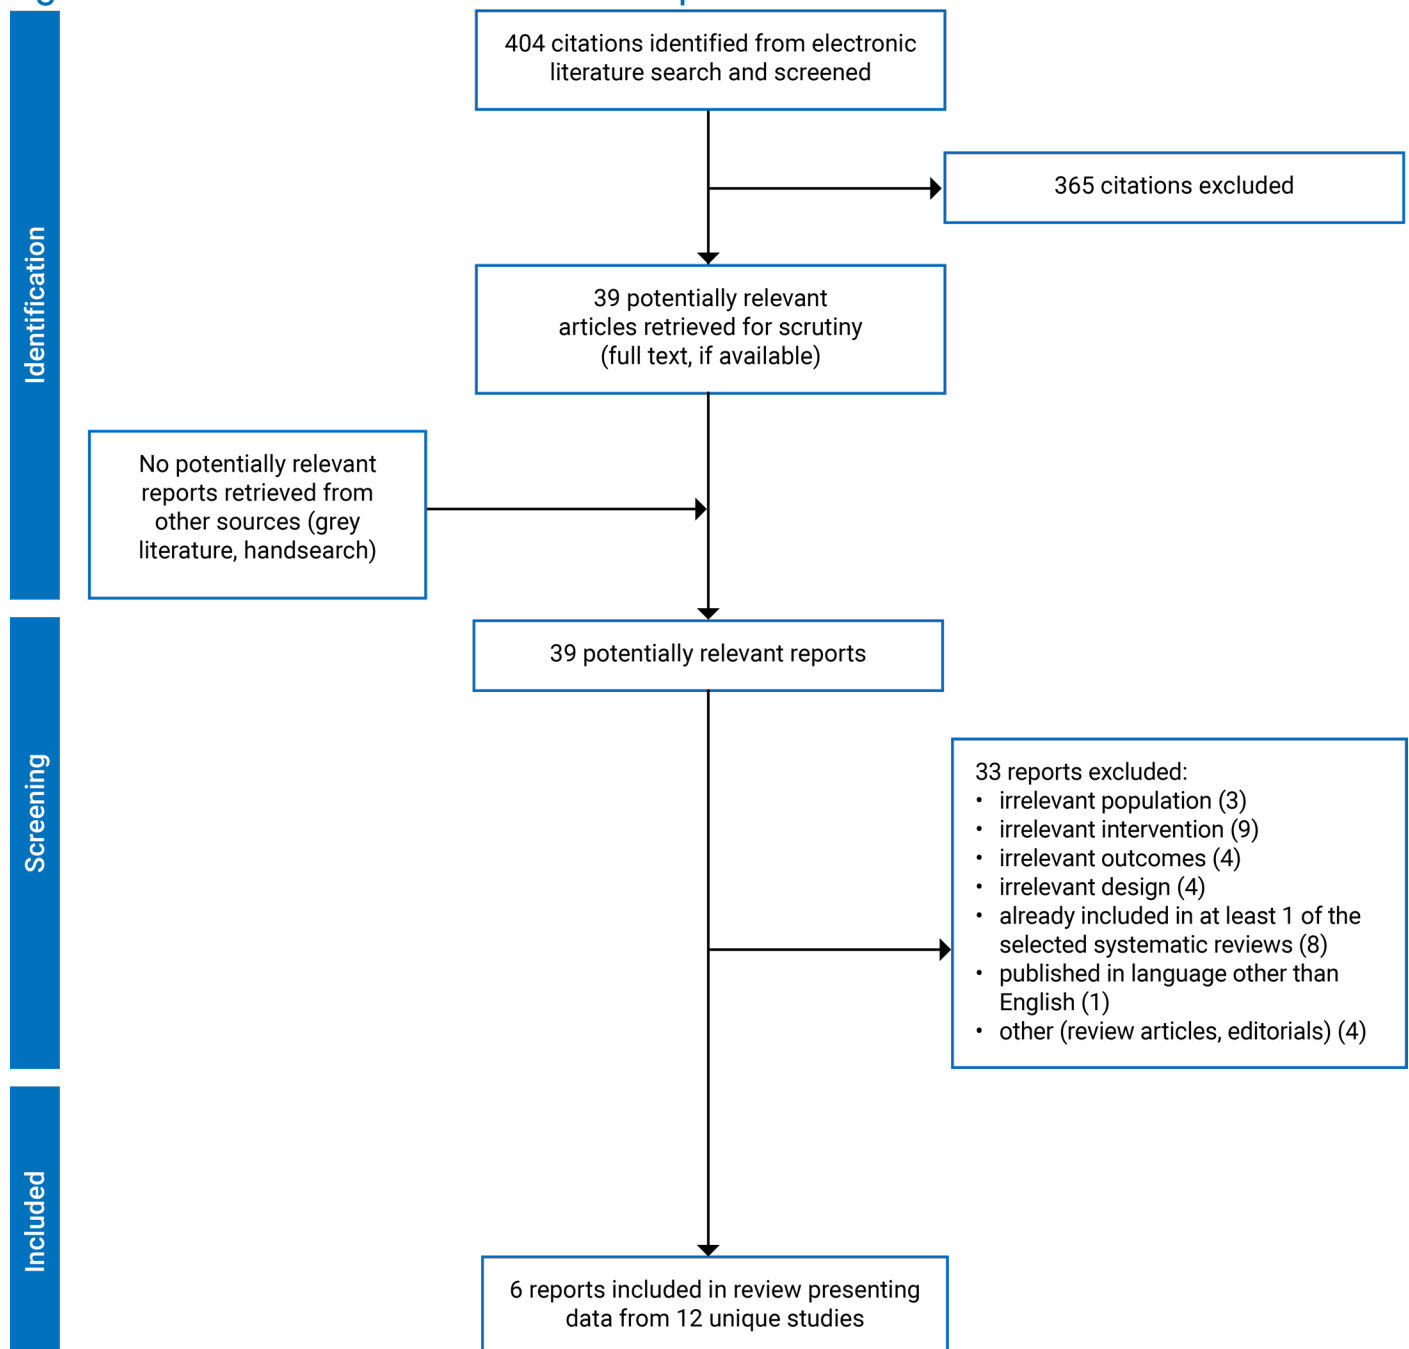 404 citations identified from electronic
literature search and screened
365 citations excluded
Identification
39 potentially relevant
articles retrieved for scrutiny
(full text, if available)
No potentially relevant
reports retrieved from
other sources (grey
literature, handsearch)
39 potentially relevant reports
Screening
33 reports excluded:
• irrelevant population (3)
• irrelevant intervention (9)
• irrelevant outcomes (4)
• irrelevant design (4)
• already included in at least 1 of the
selected systematic reviews (8)
• published in language other than
English (1)
• other (review articles, editorials) (4)
Included
6 reports included in review presenting
data from 12 unique studies